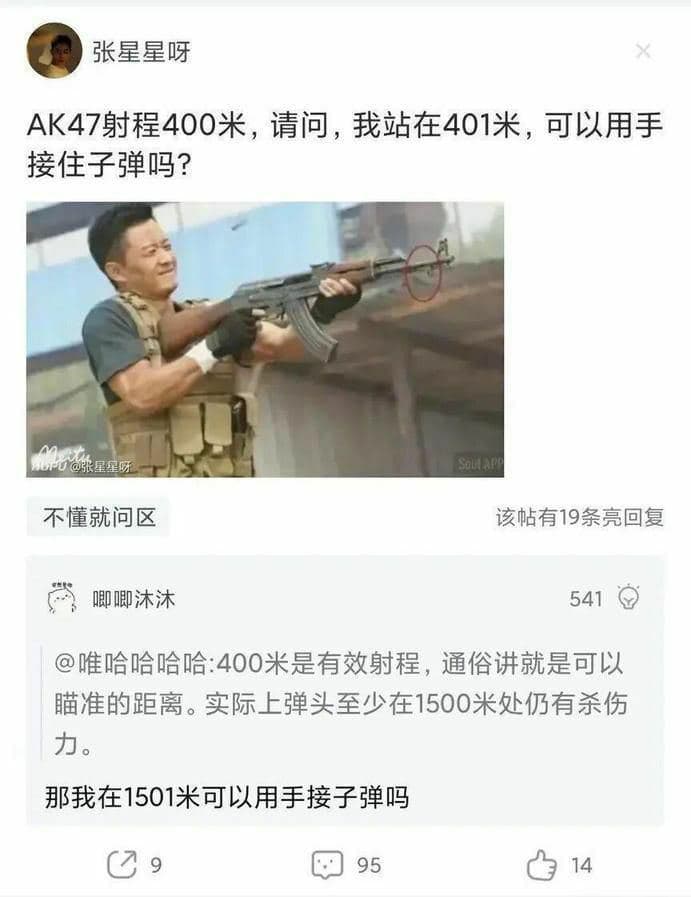 张星星呀
AK47射程400米，请问，我站在401米，可以用手
接住子弹吗?
@张星星呀
Soul APP
不懂就问区
该帖有19条亮回复
唧唧沐沐
541
@唯哈哈哈哈:400米是有效射程，通俗讲就是可以
瞄准的距离。实际上弹头至少在1500米处仍有杀伤
力。
那我在1501米可以用手接子弹吗
9
95
14